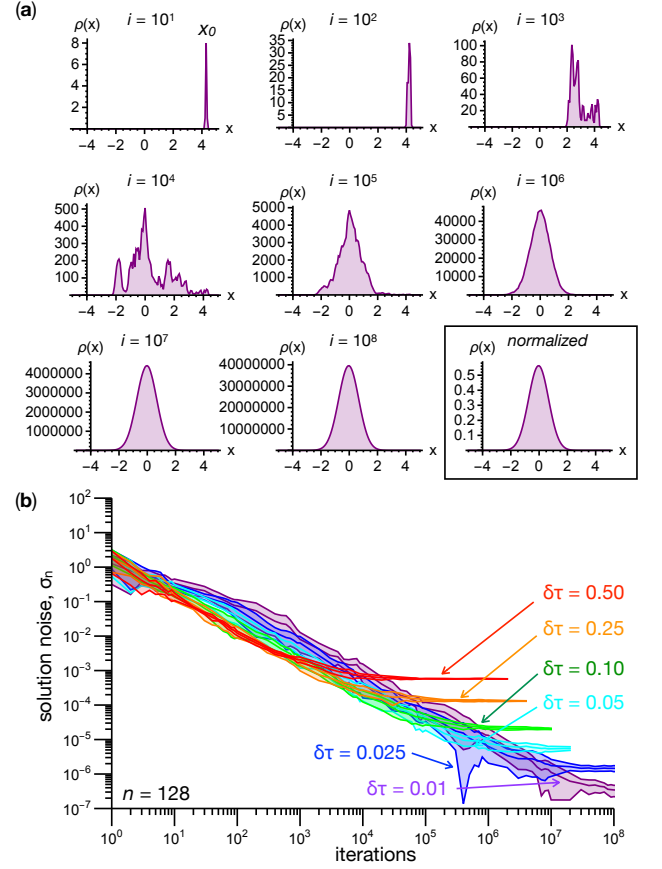 (a)
i = 10¹
ρ(x)
x₀
8
6
4
2
−4 −2 0 2 4 x
i = 10²
ρ(x)
35
30
25
20
15
10
5
−4 −2 0 2 4 x
i = 10³
ρ(x)
100
80
60
40
20
−4 −2 0 2 4 x
i = 10⁴
ρ(x)
500
400
300
200
100
−4 −2 0 2 4 x
i = 10⁵
ρ(x)
5000
4000
3000
2000
1000
−4 −2 0 2 4 x
i = 10⁶
ρ(x)
40000
30000
20000
10000
−4 −2 0 2 4 x
i = 10⁷
ρ(x)
4000000
3000000
2000000
1000000
−4 −2 0 2 4 x
i = 10⁸
ρ(x)
40000000
30000000
20000000
10000000
−4 −2 0 2 4 x
normalized
ρ(x)
0.5
0.4
0.3
0.2
0.1
−4 −2 0 2 4 x
(b)
solution noise, σₙ
10²
10¹
10⁰
10⁻¹
10⁻²
10⁻³
10⁻⁴
10⁻⁵
10⁻⁶
10⁻⁷
δτ = 0.50
δτ = 0.25
δτ = 0.10
δτ = 0.05
δτ = 0.025
δτ = 0.01
n = 128
10⁰ 10¹ 10² 10³ 10⁴ 10⁵ 10⁶ 10⁷ 10⁸
iterations